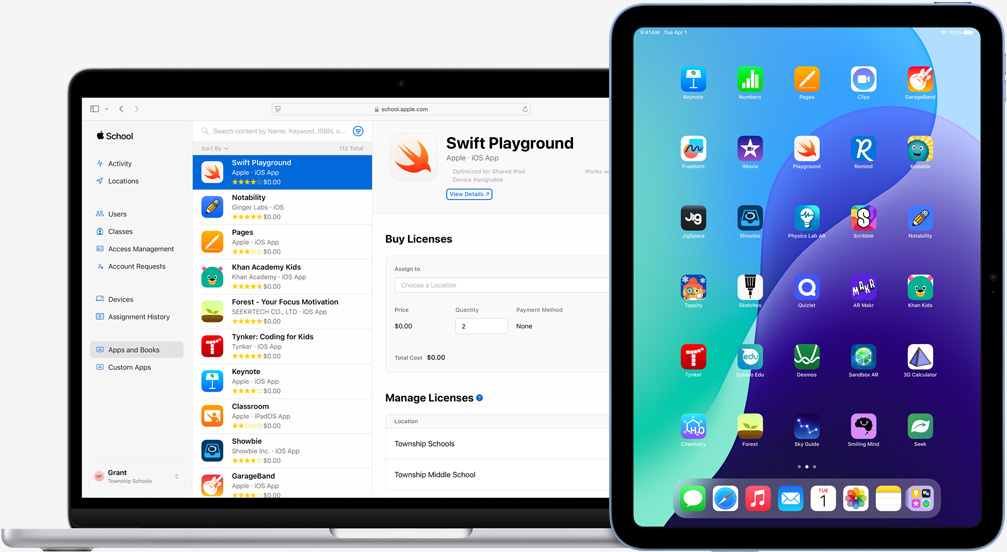 school.apple.com
School
Activity
Locations
Users
Classes
Access Management
Account Requests
Devices
Assignment History
Apps and Books
Custom Apps
Grant
Township Schools
Search content by Name, Keyword, ISBN, o...
Sort By
112 Total
Swift Playground
Apple · iOS App
★★★★☆ $0.00
Notability
Ginger Labs · iOS
★★★★★ $0.00
Pages
Apple · iOS App
★★★☆☆ $0.00
Khan Academy Kids
Khan Academy · iOS App
★★★★★ $0.00
Forest - Your Focus Motivation
SEEKRTECH CO., LTD · iOS App
★★★★★ $0.00
Tynker: Coding for Kids
Tynker · iOS App
★★★★★ $0.00
Keynote
Apple · iOS App
★★★★☆ $0.00
Classroom
Apple · iPadOS App
★★☆☆☆ $0.00
Showbie
Showbie Inc. · iOS App
★★★★☆ $0.00
GarageBand
Apple · iOS App
★★★★☆ $0.00
Swift Playground
Apple · iOS App
Optimized for Shared iPad
Works
Device Assignable
View Details ↗
Buy Licenses
Assign to
Choose a Location
Price
Quantity
Payment Method
$0.00
2
None
Total Cost $0.00
Manage Licenses ?
Location
Township Schools
Township Middle School
9:41AM Tue Apr 1
100%
Keynote
Numbers
Pages
Clips
GarageBand
Freeform
iMovie
Playground
Remind
Kodable
Jig
JigSpace
Showbie
Physics Lab AR
Scribble
Notability
Tappity
Sketches
Quizlet
MAKR
AR Makr
Khan Kids
Tynker
edu
Sphero Edu
Desmos
Sandbox AR
3D Calculator
H2O
Chemistry
Forest
Sky Guide
Smiling Mind
Seek
TUE
1